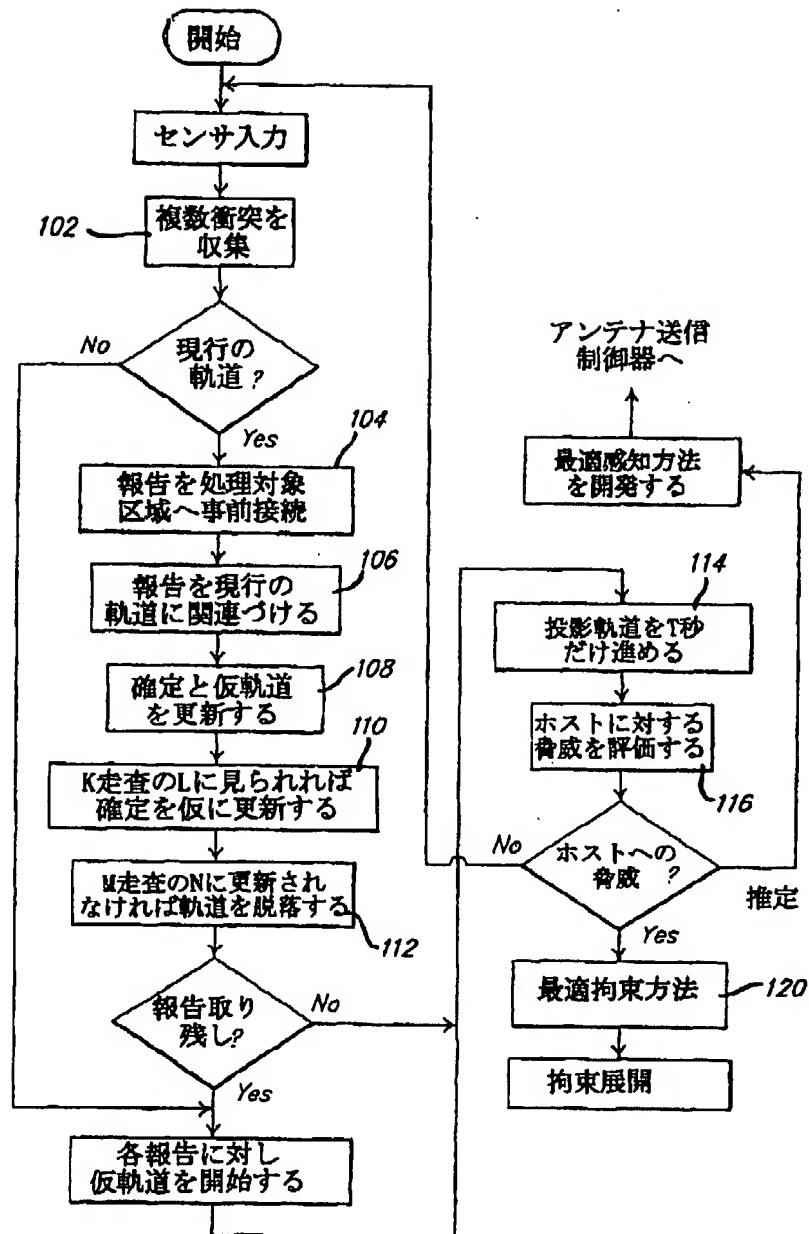 開始
センサ入力
102
複数衝突を
収集
現行の
軌道?
No
Yes
104
報告を処理対象
区域へ事前接続
106
報告を現行の
軌道に関連づける
108
確定と仮軌道
を更新する
110
K走査のLに見られれば
確定を仮に更新する
M走査のNに更新され
なければ軌道を脱落する
112
報告取り
残し?
No
Yes
各報告に対し
仮軌道を開始する
アンテナ送信
制御器へ
最適感知方法
を開発する
114
投影軌道をT秒
だけ進める
ホストに対する
脅威を評価する
116
No
ホストへの
脅威?
推定
Yes
最適拘束方法
120
拘束展開